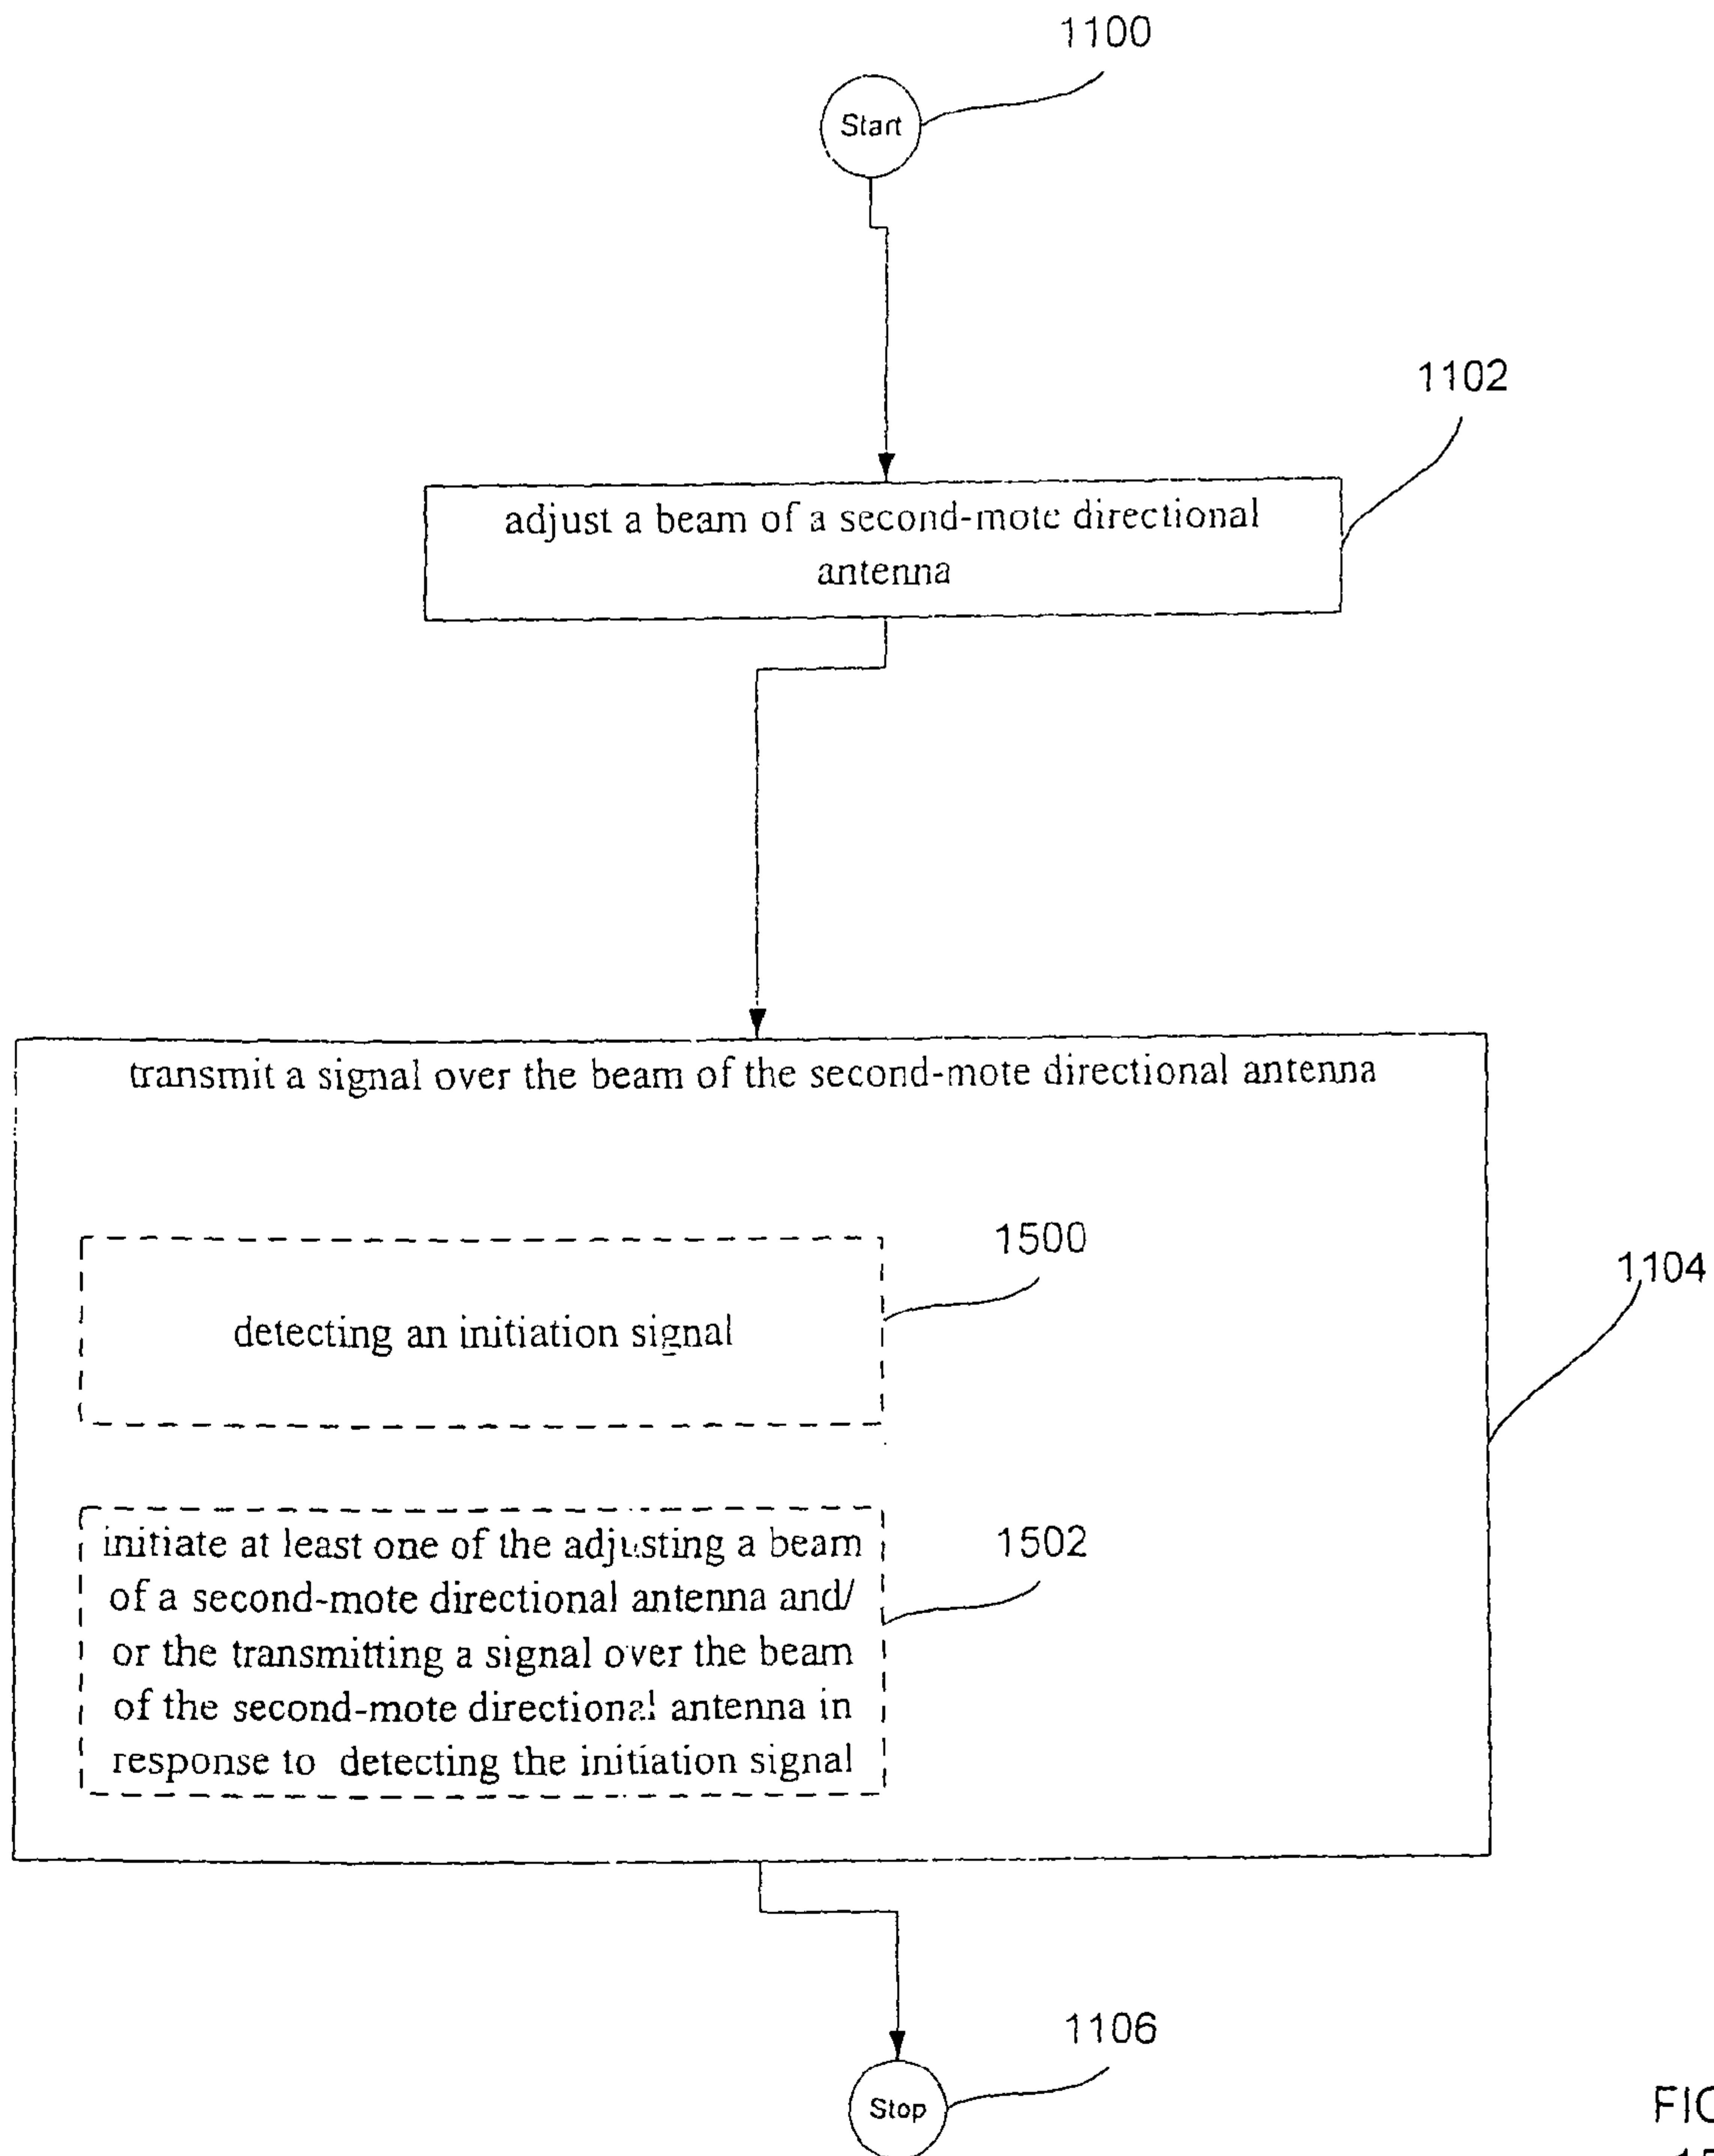 1100
Start
1102
adjust a beam of a second-mote directional
antenna
transmit a signal over the beam of the second-mote directional antenna
1500
detecting an initiation signal
1104
1502
initiate at least one of the adjusting a beam
of a second-mote directional antenna and/
or the transmitting a signal over the beam
of the second-mote directional antenna in
response to detecting the initiation signal
1106
Stop